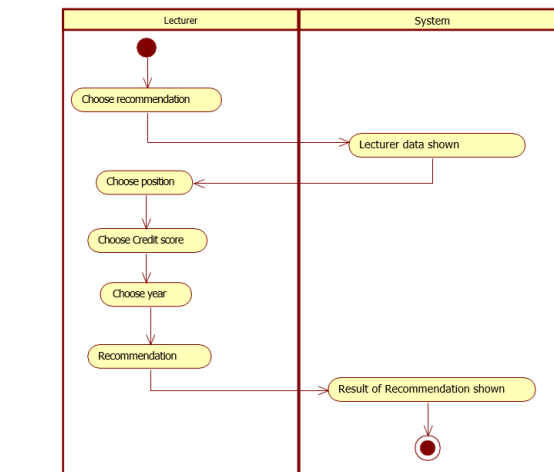 Lecturer
System
Choose recommendation
Lecturer data shown
Choose position
Choose Credit score
Choose year
Recommendation
Result of Recommendation shown